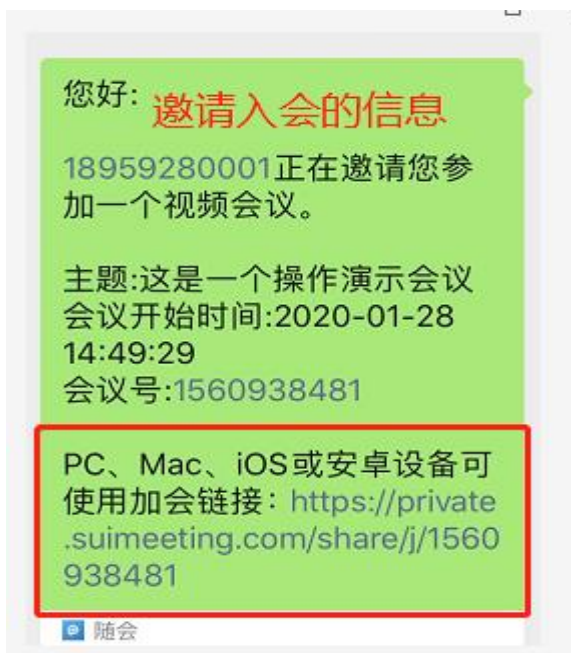 您好:
邀请入会的信息
18959280001正在邀请您参
加一个视频会议。
主题:这是一个操作演示会议
会议开始时间:2020-01-28
14:49:29
会议号:1560938481
PC、Mac、iOS或安卓设备可
使用加会链接：https://private
.suimeeting.com/share/j/1560
938481
随会